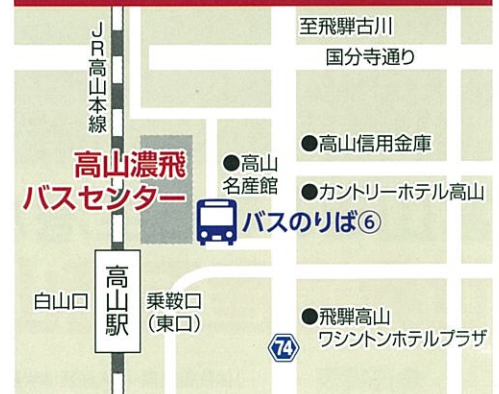 至飛騨古川
国分寺通り
JR高山本線
高山濃飛
バスセンター
●高山
名産館
●高山信用金庫
●カントリーホテル高山
バスのりば⑥
白山口
高山駅
乗鞍口
(東口)
●飛騨高山
ワシントンホテルプラザ
74